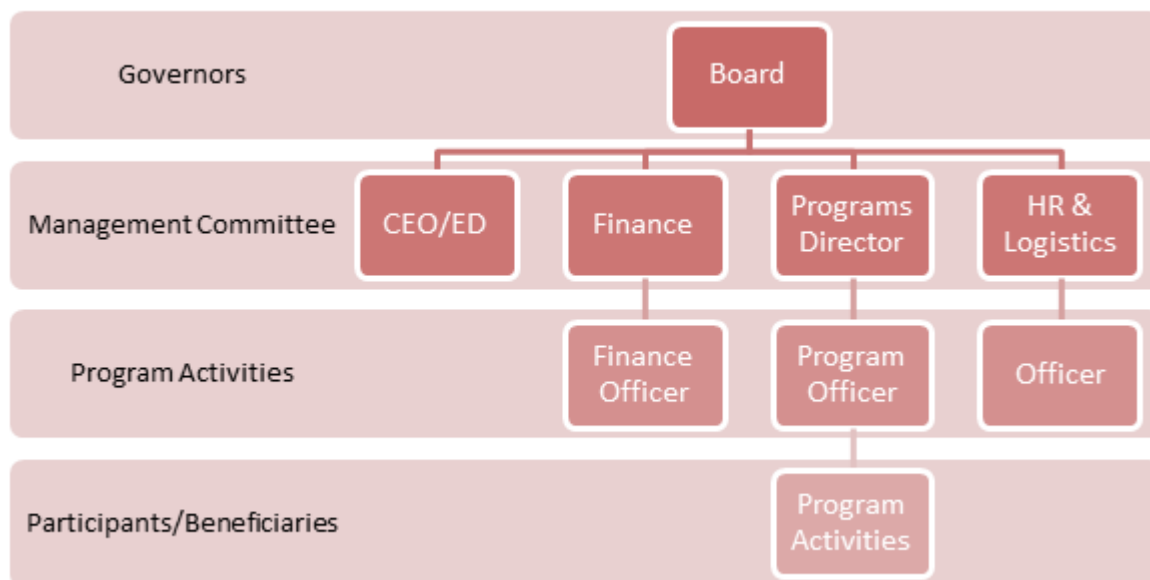 Governors
Board
Management Committee
CEO/ED
Finance
Programs
Director
HR &
Logistics
Program Activities
Finance
Officer
Program
Officer
Officer
Participants/Beneficiaries
Program
Activities